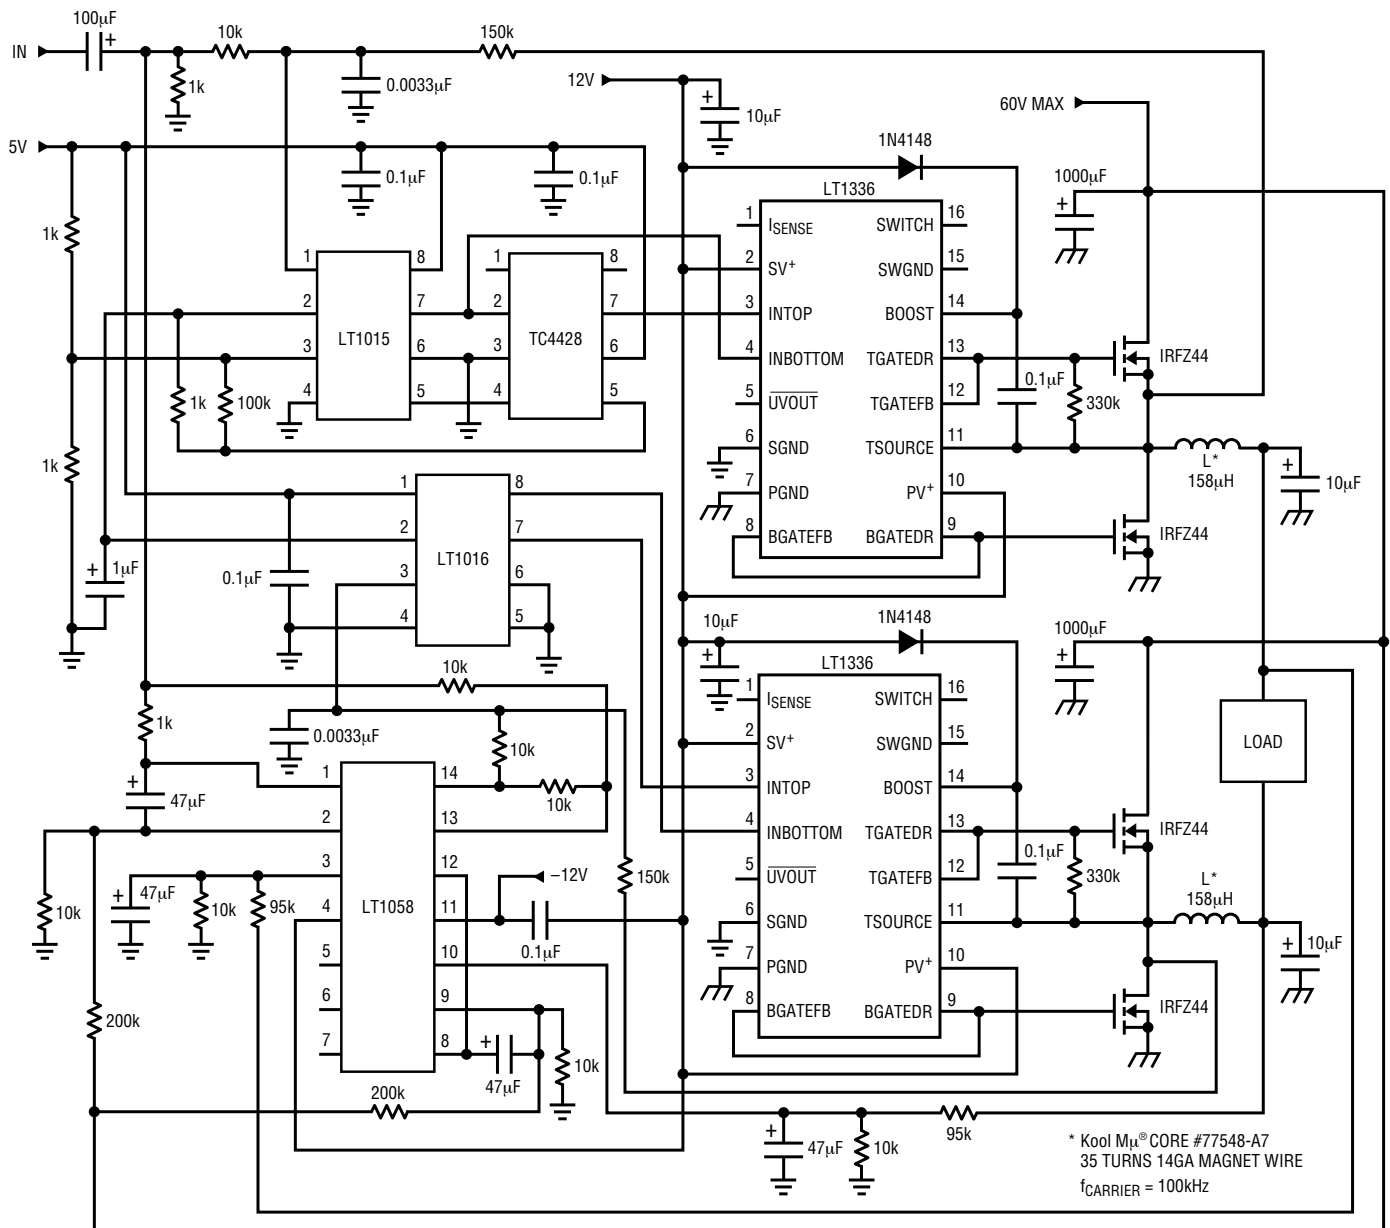 100µF
+
IN
10k
150k
1k
0.0033µF
12V
+
10µF
60V MAX
5V
0.1µF
0.1µF
1N4148
1000µF
+
LT1336
1 ISENSE SWITCH 16
2 SV+ SWGND 15
3 INTOP BOOST 14
4 INBOTTOM TGATEDR 13
5 UVOUT TGATEFB 12
6 SGND TSOURCE 11
7 PGND PV+ 10
8 BGATEFB BGATEDR 9
1k
1 8
2 7
LT1015
3 6
4 5
1 8
2 7
TC4428
3 6
4 5
1k
100k
IRFZ44
0.1µF
330k
L*
158µH
+
10µF
IRFZ44
1k
1 8
2 7
LT1016
3 6
4 5
+
1µF
0.1µF
10µF
+
1N4148
1000µF
+
LT1336
1 ISENSE SWITCH 16
2 SV+ SWGND 15
3 INTOP BOOST 14
4 INBOTTOM TGATEDR 13
5 UVOUT TGATEFB 12
6 SGND TSOURCE 11
7 PGND PV+ 10
8 BGATEFB BGATEDR 9
10k
1k
0.0033µF
10k
LOAD
+
47µF
1 14
2 13
3 12
4 11
5 10
6 9
7 8
LT1058
10k
IRFZ44
0.1µF
330k
L*
158µH
+
10µF
IRFZ44
+
47µF
10k
10k
95k
–12V
150k
0.1µF
200k
+
47µF
10k
200k
95k
+
47µF
10k
* Kool Mµ® CORE #77548-A7
35 TURNS 14GA MAGNET WIRE
fCARRIER = 100kHz